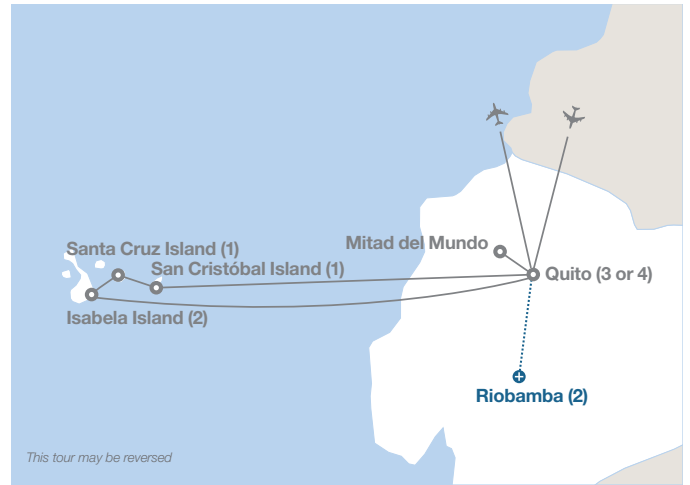 Santa Cruz Island (1)
Mitad del Mundo
San Cristóbal Island (1)
Quito (3 or 4)
Isabela Island (2)
Riobamba (2)
This tour may be reversed